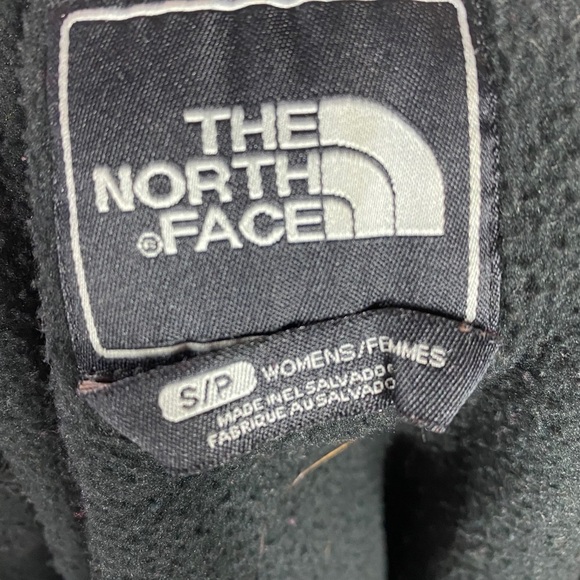 THE
NORTH
®FACE
S/P WOMENS/FEMMES
MADE IN EL SALVADOR
FABRIQUE AU SALVADOR